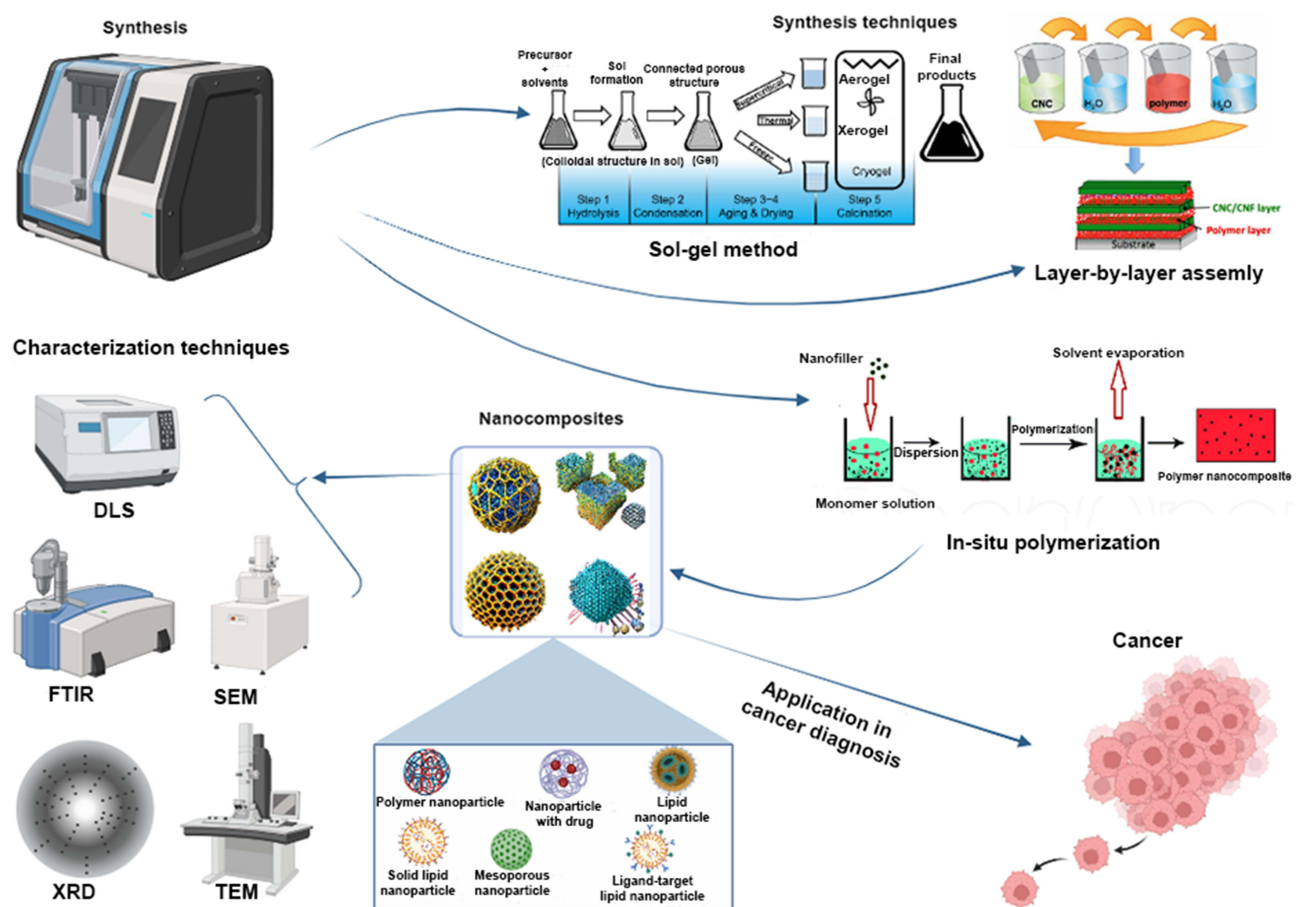 Synthesis
Synthesis techniques
Precursor
+
solvents
Sol
formation
Connected porous
structure
Supercritical
Thermal
Freeze
Aerogel
Xerogel
Cryogel
Final
products
(Colloidal structure in sol)
(Gel)
Step 1
Hydrolysis
Step 2
Condensation
Step 3–4
Aging & Drying
Step 5
Calcination
Sol-gel method
CNC
H₂O
polymer
H₂O
CNC/CNF layer
Polymer layer
Substrate
Layer-by-layer assemly
Characterization techniques
DLS
FTIR
SEM
XRD
TEM
Nanocomposites
Nanofiller
Solvent evaporation
Dispersion
Polymerization
Monomer solution
Polymer nanocomposite
In-situ polymerization
Application in
cancer diagnosis
Cancer
Polymer nanoparticle
Nanoparticle
with drug
Lipid
nanoparticle
Solid lipid
nanoparticle
Mesoporous
nanoparticle
Ligand-target
lipid nanoparticle